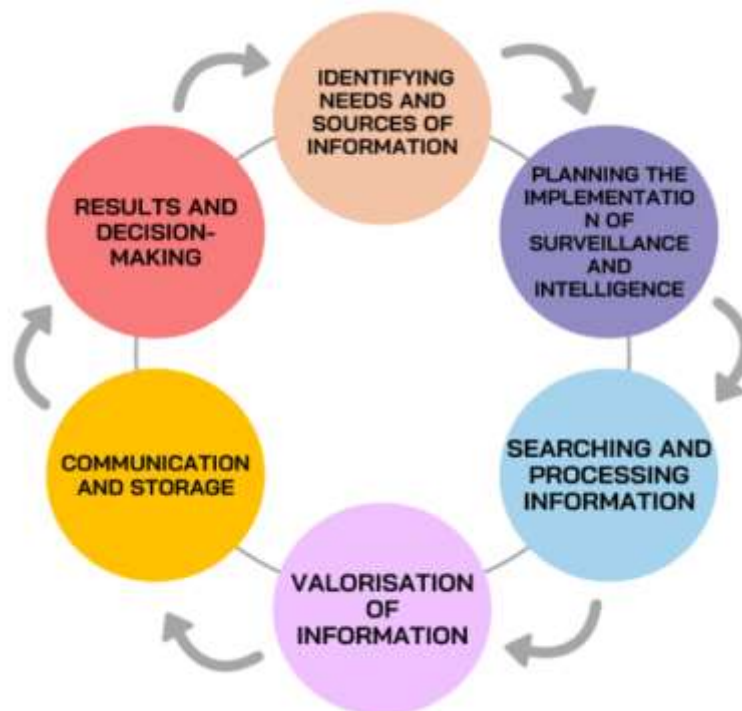 IDENTIFYING
NEEDS AND
SOURCES OF
INFORMATION
PLANNING THE
IMPLEMENTATIO
N OF
SURVEILLANCE
AND
INTELLIGENCE
SEARCHING AND
PROCESSING
INFORMATION
VALORISATION
OF
INFORMATION
COMMUNICATION
AND STORAGE
RESULTS AND
DECISION-
MAKING